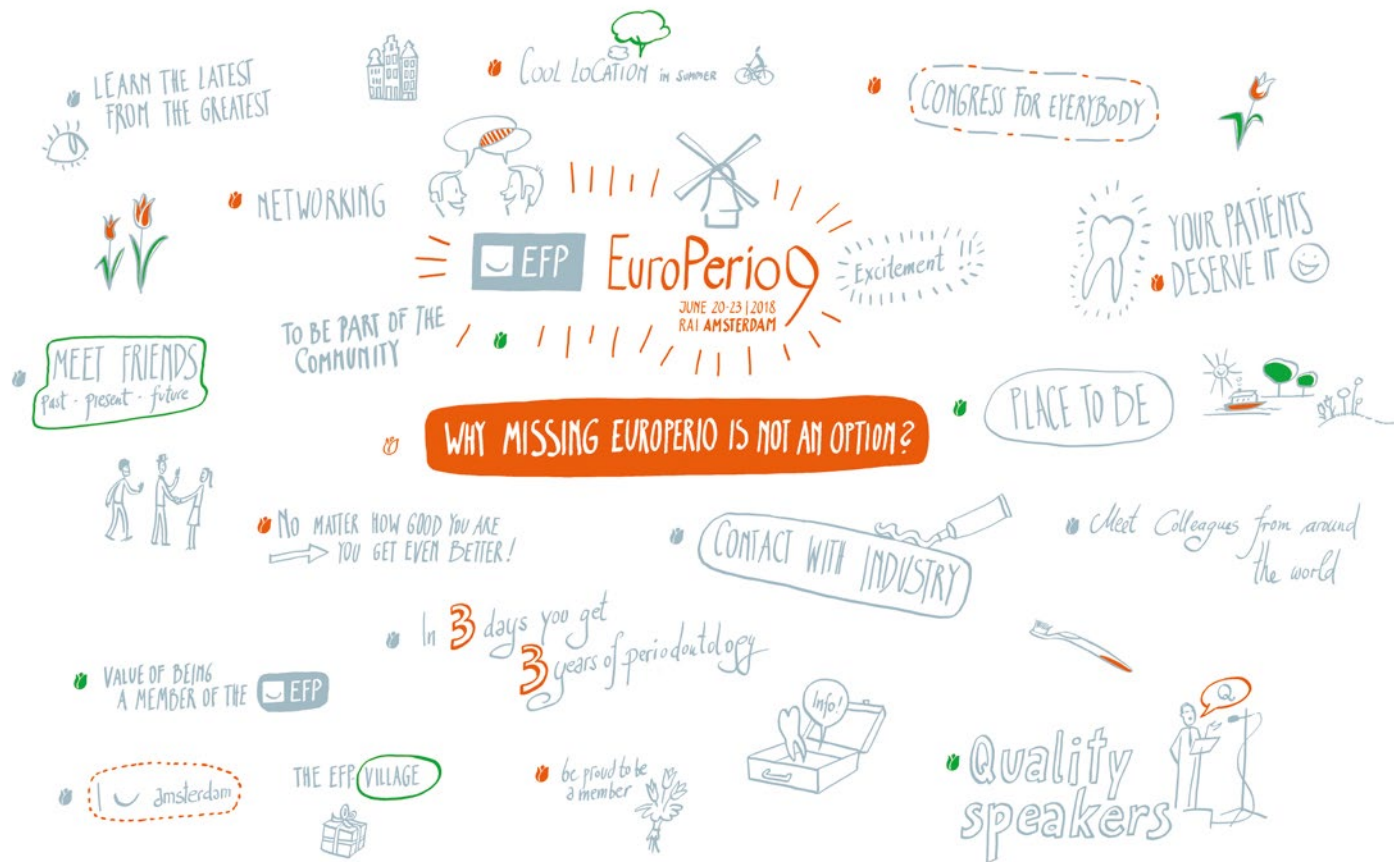 LEARN THE LATEST
FROM THE GREATEST
COOL LOCATION IN SUMMER
CONGRESS FOR EVERYBODY
NETWORKING
EFP
EuroPerio9
JUNE 20-23 | 2018
RAI AMSTERDAM
Excitement !!
YOUR PATIENTS
DESERVE IT
TO BE PART OF THE
COMMUNITY
MEET FRIENDS
past - present - future
PLACE TO BE
WHY MISSING EUROPERIO IS NOT AN OPTION?
NO MATTER HOW GOOD YOU ARE
YOU GET EVEN BETTER!
CONTACT WITH INDUSTRY
Meet Colleagues from around
the world
In 3 days you get
3 years of periodontology
VALUE OF BEING
A MEMBER OF THE EFP
Info!
Q
Quality
speakers
I amsterdam
THE EFP VILLAGE
be proud to be
a member